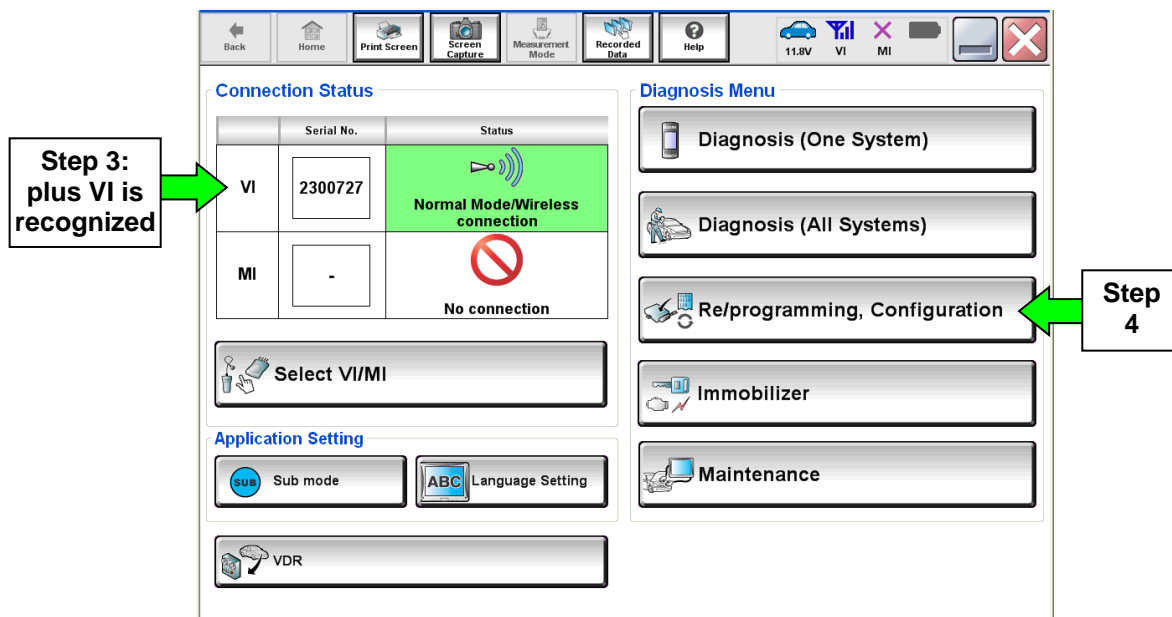 Back
Home
Print Screen
Screen
Capture
Measurement
Mode
Recorded
Data
Help
11.8V
VI
MI
Connection Status
Serial No.
Status
VI
2300727
Normal Mode/Wireless
connection
MI
-
No connection
Select VI/MI
Application Setting
SUB
Sub mode
ABC
Language Setting
VDR
Diagnosis Menu
Diagnosis (One System)
Diagnosis (All Systems)
Re/programming, Configuration
Immobilizer
Maintenance
Step 3:
plus VI is
recognized
Step
4